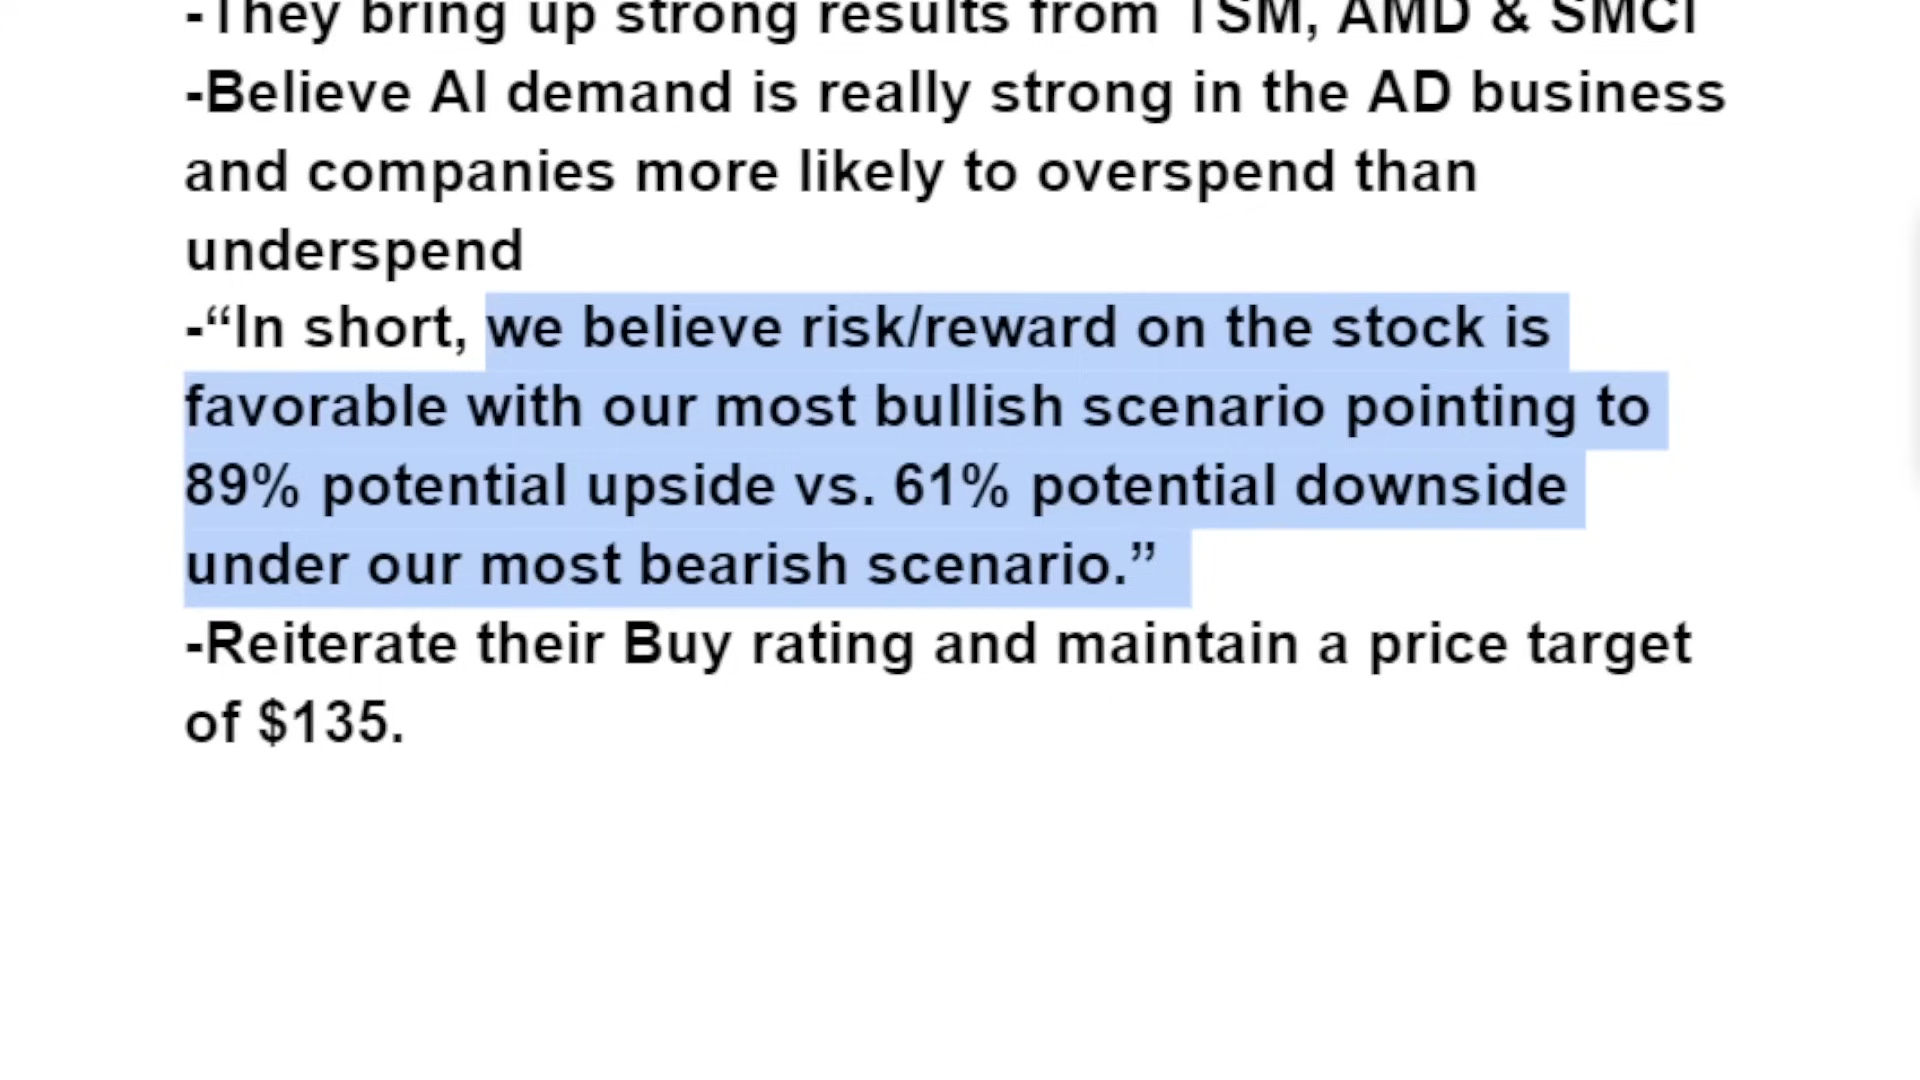 -They bring up strong results from TSM, AMD & SMCI
-Believe AI demand is really strong in the AD business
and companies more likely to overspend than
underspend
-“In short, we believe risk/reward on the stock is
favorable with our most bullish scenario pointing to
89% potential upside vs. 61% potential downside
under our most bearish scenario.”
-Reiterate their Buy rating and maintain a price target
of $135.